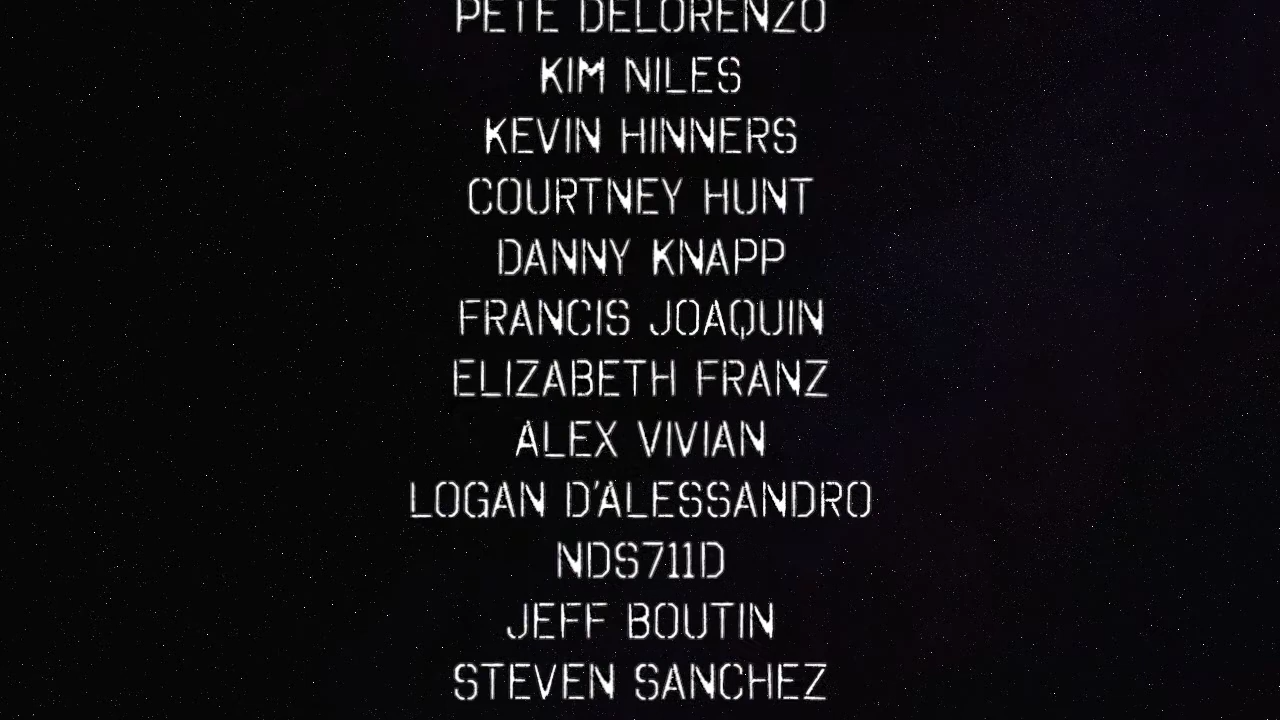 PETE DELORENZO
KIM NILES
KEVIN HINNERS
COURTNEY HUNT
DANNY KNAPP
FRANCIS JOAQUIN
ELIZABETH FRANZ
ALEX VIVIAN
LOGAN D'ALESSANDRO
NDS711D
JEFF BOUTIN
STEVEN SANCHEZ